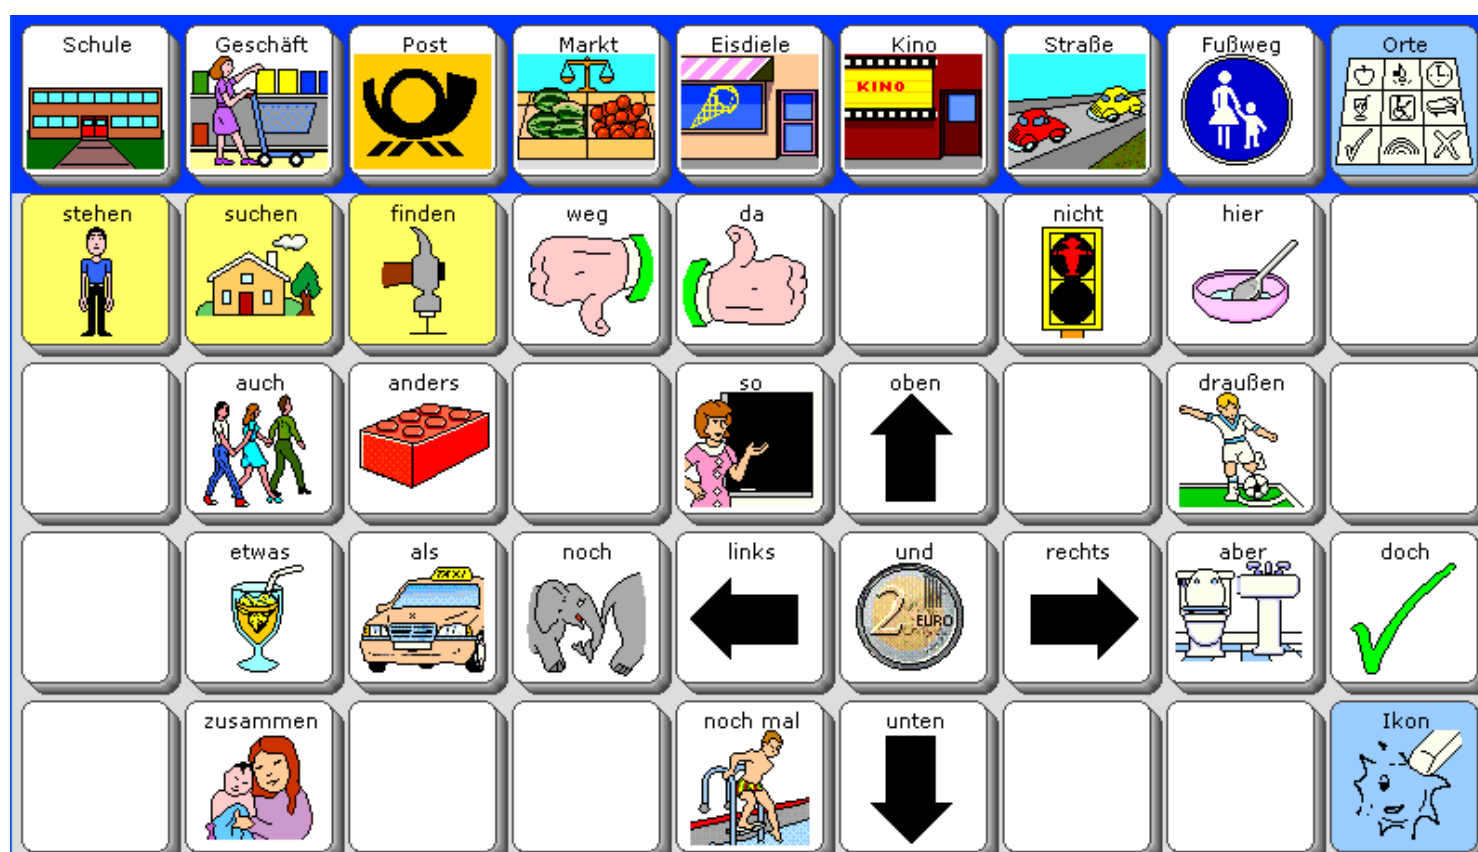 Schule
Geschäft
Post
Markt
Eisdiele
Kino
KINO
Straße
Fußweg
Orte
stehen
suchen
finden
weg
da
nicht
hier
auch
anders
so
oben
draußen
etwas
als
TAXI
noch
links
und
2
EURO
rechts
aber
doch
zusammen
noch mal
unten
Ikon